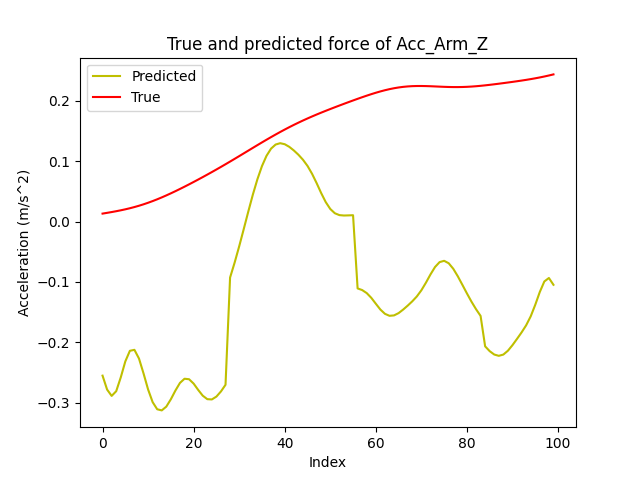 True and predicted force of Acc_Arm_Z
Predicted
True
Acceleration (m/s^2)
0.2
0.1
0.0
−0.1
−0.2
−0.3
0 20 40 60 80 100
Index